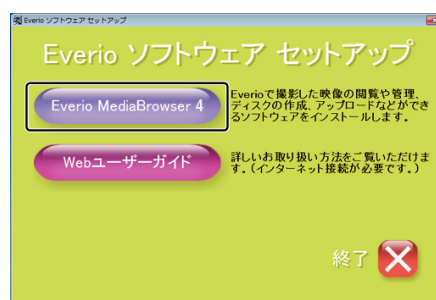 Everio ソフトウェア セットアップ
Everio ソフトウェア セットアップ
Everio MediaBrowser 4
Everioで撮影した映像の閲覧や管理、
ディスクの作成、アップロードなどができ
るソフトウェアをインストールします。
Webユーザーガイド
詳しいお取り扱い方法をご覧いただけま
す。(インターネット接続が必要です。)
終了